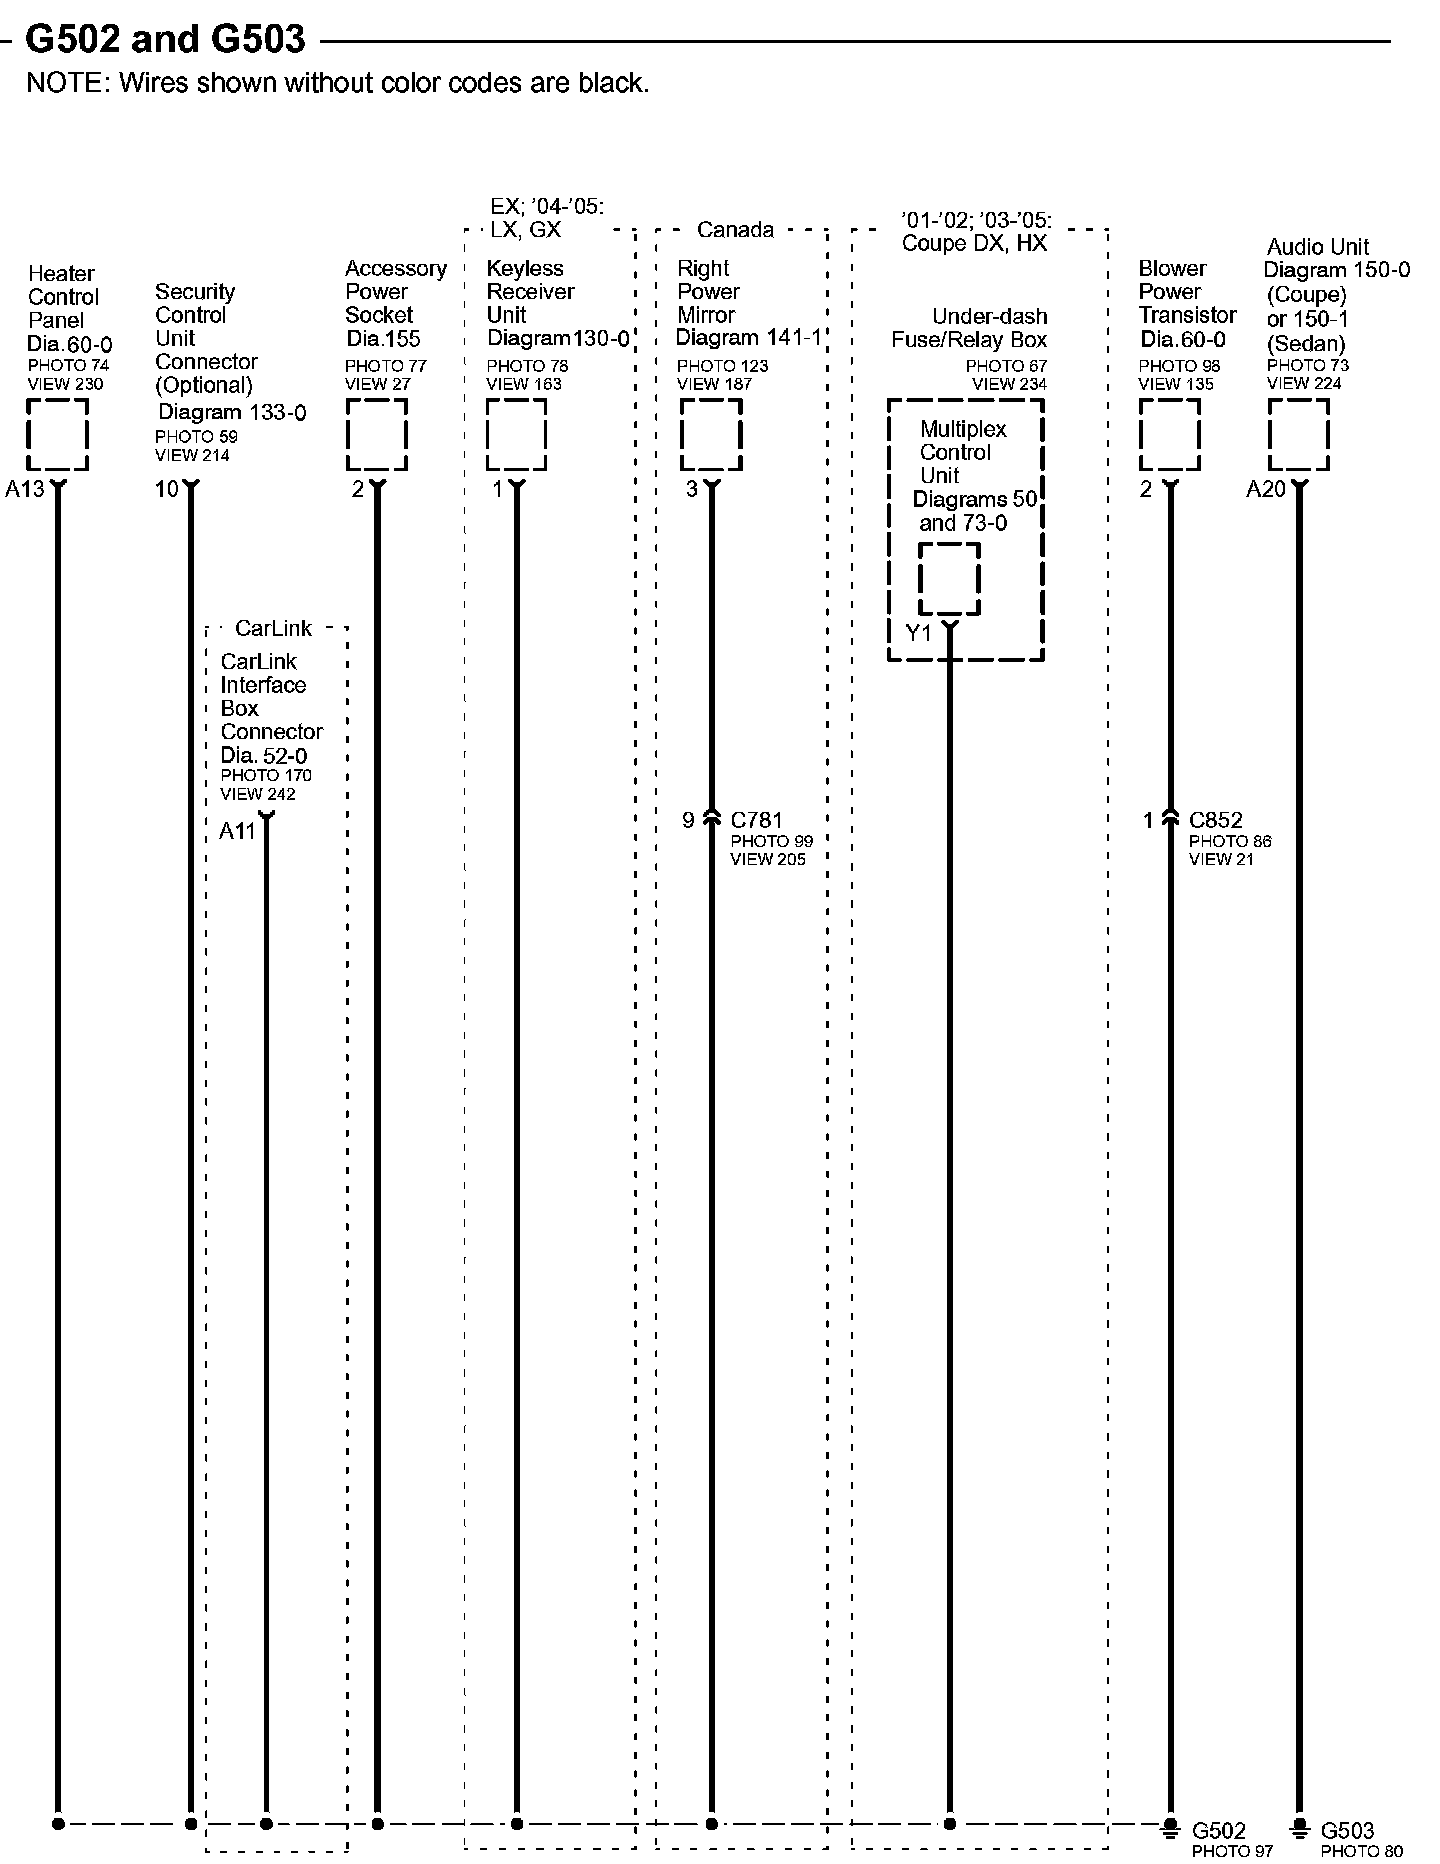 G502 and G503
NOTE: Wires shown without color codes are black.
Heater
Control
Panel
Dia.60-0
PHOTO 74
VIEW 230
A13
Security
Control
Unit
Connector
(Optional)
Diagram 133-0
PHOTO 59
VIEW 214
10
CarLink
CarLink
Interface
Box
Connector
Dia. 52-0
PHOTO 170
VIEW 242
A11
Accessory
Power
Socket
Dia.155
PHOTO 77
VIEW 27
2
EX; '04-'05:
LX, GX
Keyless
Receiver
Unit
Diagram130-0
PHOTO 78
VIEW 163
1
Canada
Right
Power
Mirror
Diagram 141-1
PHOTO 123
VIEW 187
3
9 C781
PHOTO 99
VIEW 205
'01-'02; '03-'05:
Coupe DX, HX
Under-dash
Fuse/Relay Box
PHOTO 67
VIEW 234
Multiplex
Control
Unit
Diagrams 50
and 73-0
Y1
Blower
Power
Transistor
Dia.60-0
PHOTO 98
VIEW 135
2
1 C852
PHOTO 86
VIEW 21
Audio Unit
Diagram 150-0
(Coupe)
or 150-1
(Sedan)
PHOTO 73
VIEW 224
A20
G502
PHOTO 97
G503
PHOTO 80